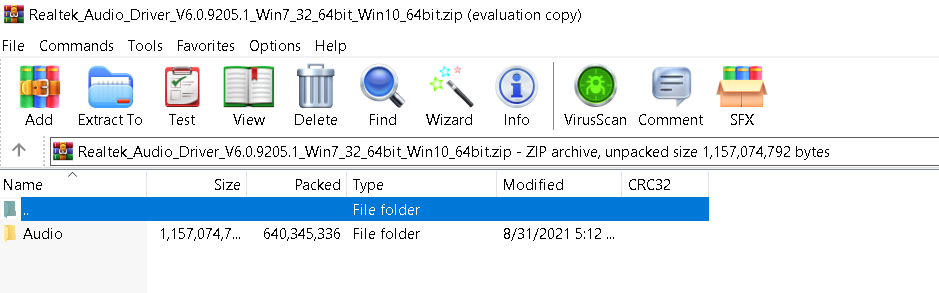 Realtek_Audio_Driver_V6.0.9205.1_Win7_32_64bit_Win10_64bit.zip (evaluation copy)
File Commands Tools Favorites Options Help
Add Extract To Test View Delete Find Wizard Info VirusScan Comment SFX
Realtek_Audio_Driver_V6.0.9205.1_Win7_32_64bit_Win10_64bit.zip - ZIP archive, unpacked size 1,157,074,792 bytes
Name Size Packed Type Modified CRC32
.. File folder
Audio 1,157,074,7... 640,345,336 File folder 8/31/2021 5:12 ...